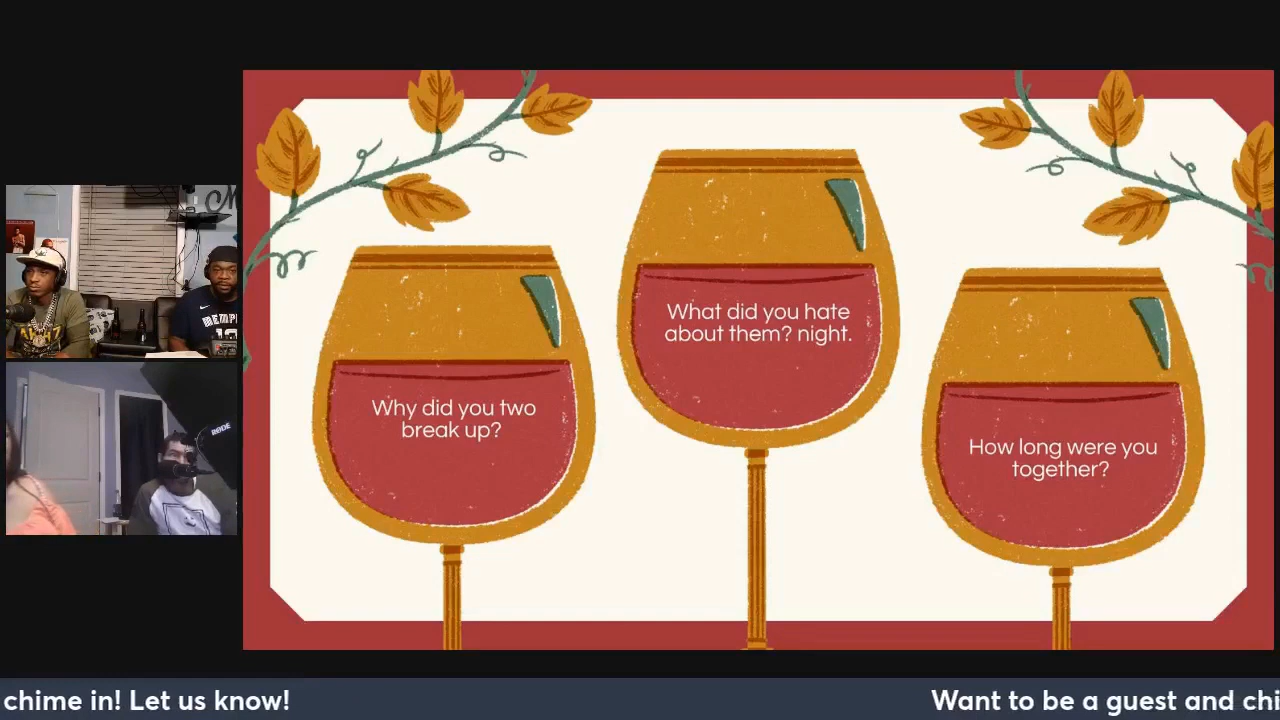 Why did you two
break up?
What did you hate
about them? night.
How long were you
together?
RØDE
chime in! Let us know!
Want to be a guest and chi